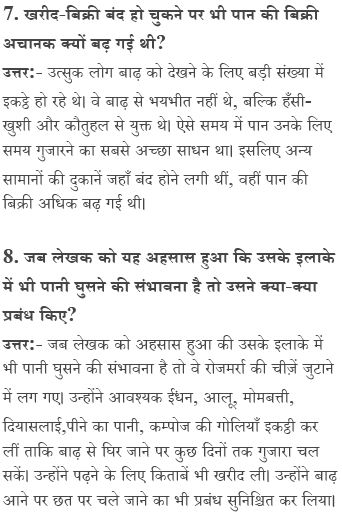 7. खरीद-बिक्री बंद हो चुकने पर भी पान की बिक्री
अचानक क्यों बढ़ गई थी?
उत्तर:- उत्सुक लोग बाढ़ को देखने के लिए बड़ी संख्या में
इकट्ठे हो रहे थे। वे बाढ़ से भयभीत नहीं थे, बल्कि हँसी-
खुशी और कौतुहल से युक्त थे। ऐसे समय में पान उनके लिए
समय गुजारने का सबसे अच्छा साधन था। इसलिए अन्य
सामानों की दुकानें जहाँ बंद होने लगी थीं, वहीं पान की
बिक्री अधिक बढ़ गई थी।
8. जब लेखक को यह अहसास हुआ कि उसके इलाके
में भी पानी घुसने की संभावना है तो उसने क्या-क्या
प्रबंध किए?
उत्तर:- जब लेखक को अहसास हुआ की उसके इलाके में
भी पानी घुसने की संभावना है तो वे रोजमर्रा की चीज़ें जुटाने
में लग गए। उन्होंने आवश्यक ईंधन, आलू, मोमबत्ती,
दियासलाई,पीने का पानी, कम्पोज की गोलियाँ इकट्ठी कर
लीं ताकि बाढ़ से घिर जाने पर कुछ दिनों तक गुजारा चल
सकें। उन्होंने पढ़ने के लिए किताबें भी खरीद ली। उन्होंने बाढ़
आने पर छत पर चले जाने का भी प्रबंध सुनिश्चित कर लिया।